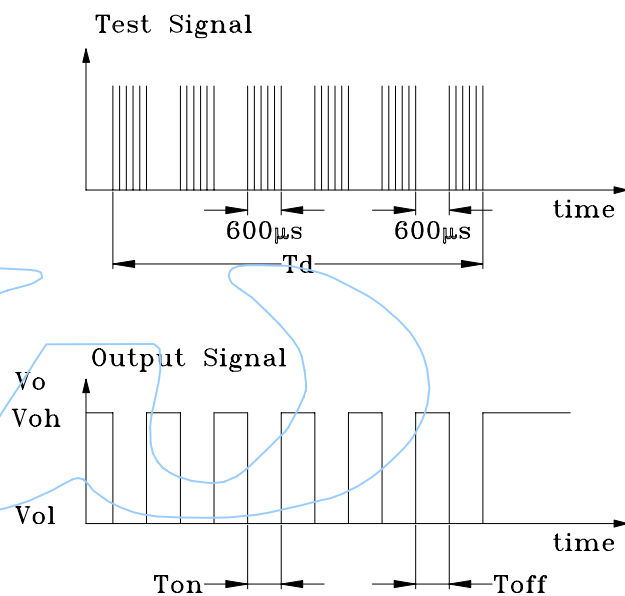 Test Signal
time
600μs
600μs
Td
Output Signal
Vo
Voh
Vol
time
Ton
Toff